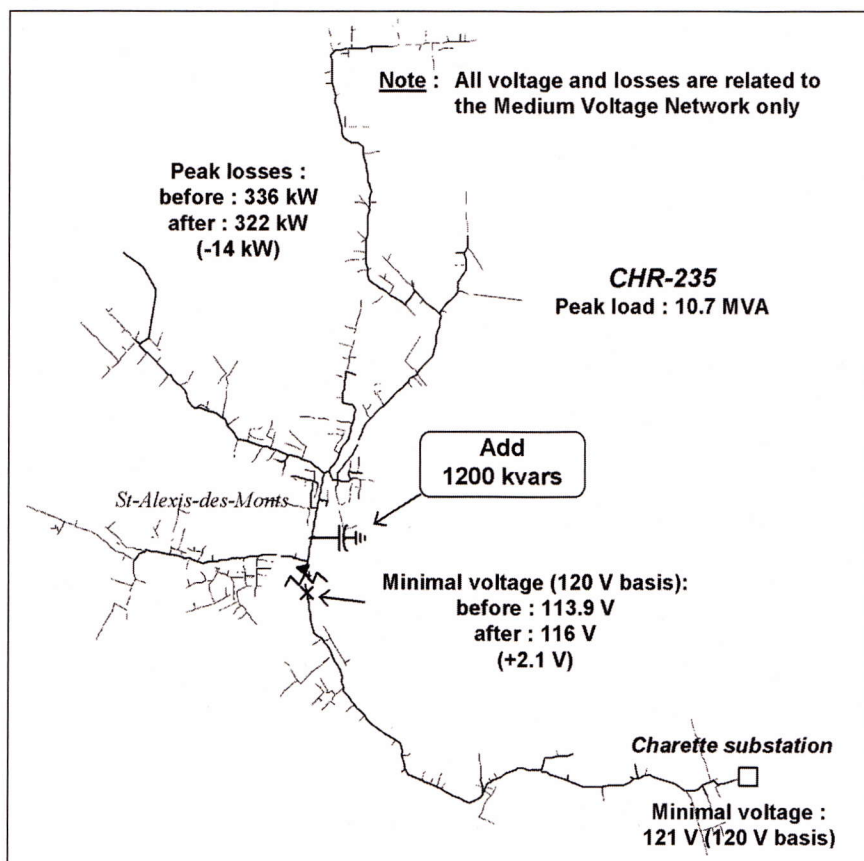 Note : All voltage and losses are related to
the Medium Voltage Network only
Peak losses :
before : 336 kW
after : 322 kW
(-14 kW)
CHR-235
Peak load : 10.7 MVA
Add
1200 kvars
St-Alexis-des-Monts
Minimal voltage (120 V basis):
before : 113.9 V
after : 116 V
(+2.1 V)
Charette substation
Minimal voltage :
121 V (120 V basis)